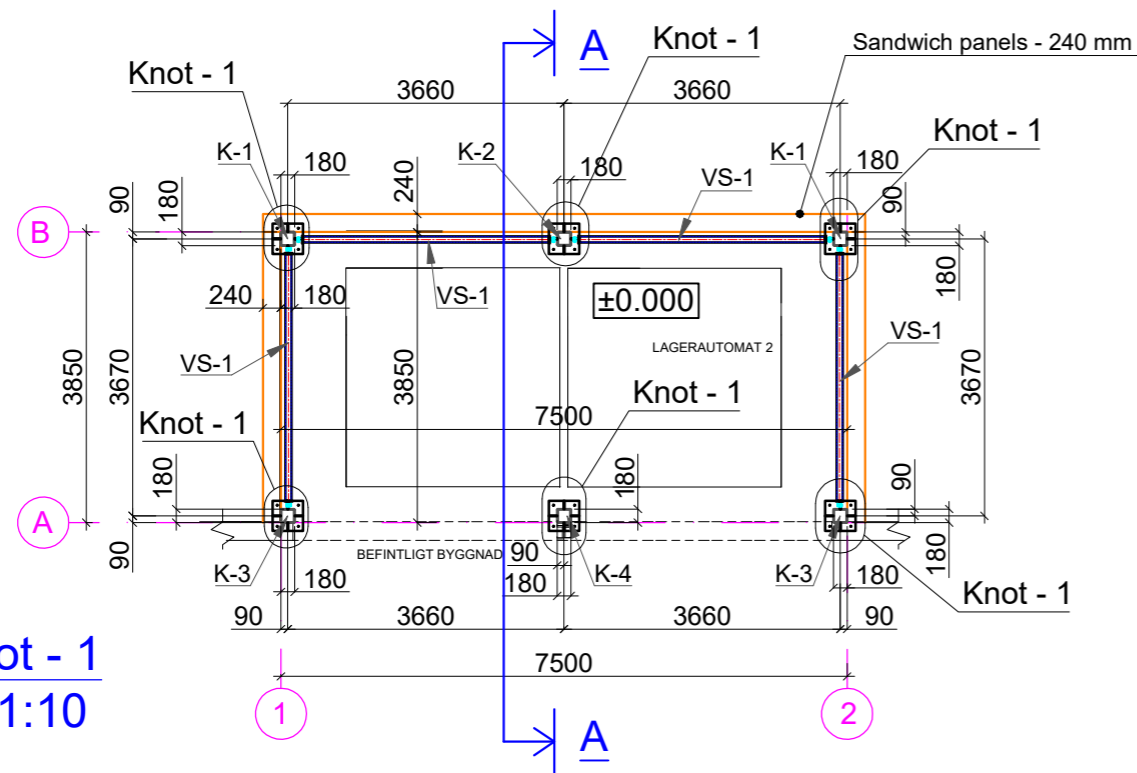 A
Knot - 1
Sandwich panels - 240 mm
Knot - 1
3660
3660
Knot - 1
K-1
180
K-2
180
K-1
180
VS-1
90
180
240
90
B
240
180
VS-1
±0.000
180
LAGERAUTOMAT 2
VS-1
VS-1
3850
3670
3850
3670
Knot - 1
Knot - 1
7500
180
180
90
A
BEFINTLIGT BYGGNAD
90
90
180
K-3
180
180
K-4
K-3
180
Knot - 1
90
3660
3660
90
ot - 1
7500
1:10
1
2
A